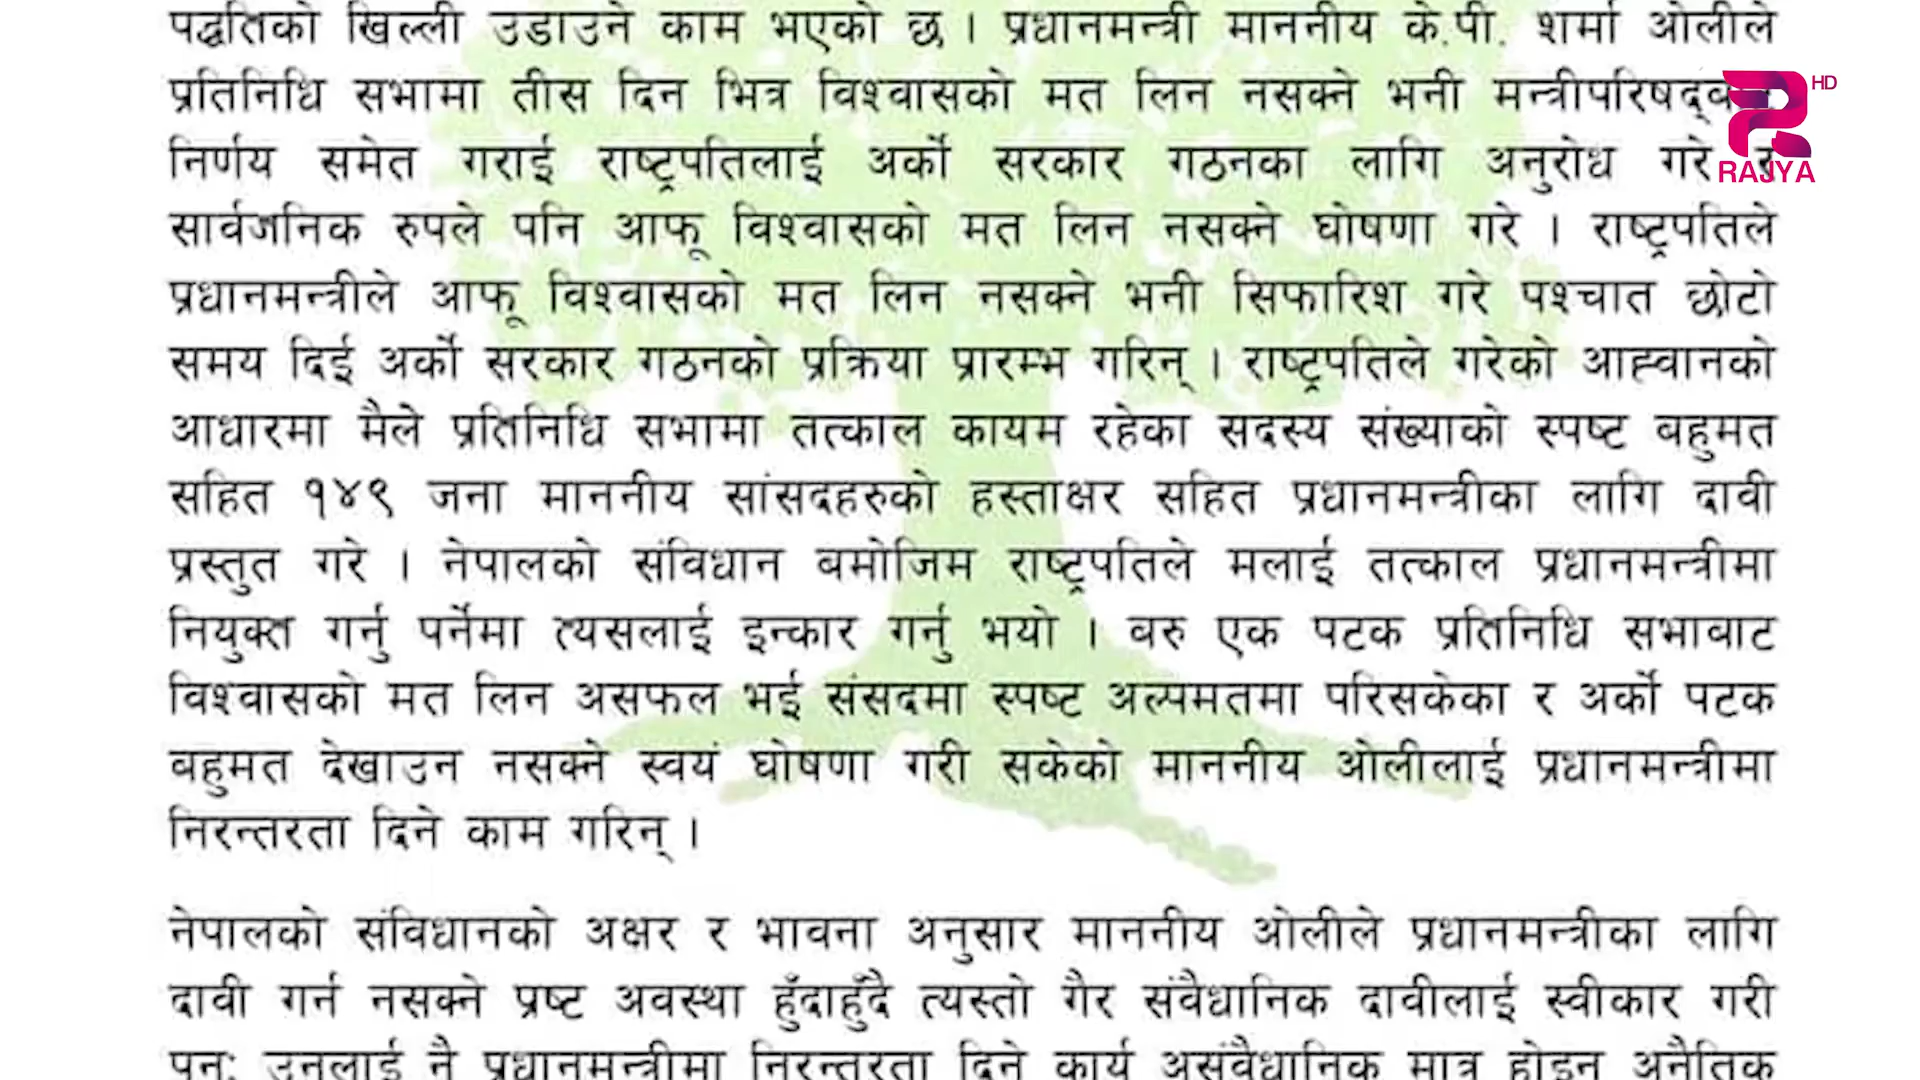 पद्धतिको खिल्ली उडाउने काम भएको छ । प्रधानमन्त्री माननीय के.पी. शर्मा ओलीले
प्रतिनिधि सभामा तीस दिन भित्र विश्वासको मत लिन नसक्ने भनी
HD
निर्णय समेत गराई राष्ट्रपतिलाई अर्को सरकार गठनका लागि अनुरोध गरे र
RAJYA
सार्वजनिक रुपले पनि आफू विश्वासको मत लिन नसक्ने घोषणा गरे । राष्ट्रपतिले
प्रधानमन्त्रीले आफू विश्वासको मत लिन नसक्ने भनी सिफारिश गरे पश्चात छोटो
समय दिई अर्को सरकार गठनको प्रक्रिया प्रारम्भ गरिन् । राष्ट्रपतिले गरेको आह्वानको
आधारमा मैले प्रतिनिधि सभामा तत्काल कायम रहेका सदस्य संख्याको स्पष्ट बहुमत
सहित १४९ जना माननीय सांसदहरुको हस्ताक्षर सहित प्रधानमन्त्रीका लागि दावी
प्रस्तुत गरे । नेपालको संविधान बमोजिम राष्ट्रपतिले मलाई तत्काल प्रधानमन्त्रीमा
नियुक्त गर्नु पर्नेमा त्यसलाई इन्कार गर्नु भयो । बरु एक पटक प्रतिनिधि सभाबाट
विश्वासको मत लिन असफल भई संसदमा स्पष्ट अल्पमतमा परिसकेका र अर्को पटक
बहुमत देखाउन नसक्ने स्वयं घोषणा गरी सकेको माननीय ओलीलाई प्रधानमन्त्रीमा
निरन्तरता दिने काम गरिन् ।
नेपालको संविधानको अक्षर र भावना अनुसार माननीय ओलीले प्रधानमन्त्रीका लागि
दावी गर्न नसक्ने प्रष्ट अवस्था हुँदाहुँदै त्यस्तो गैर संवैधानिक दावीलाई स्वीकार गरी
पुन: उनलाई नै प्रधानमन्त्रीमा निरन्तरता दिने कार्य असंवैधानिक मात्र होइन अनैतिक